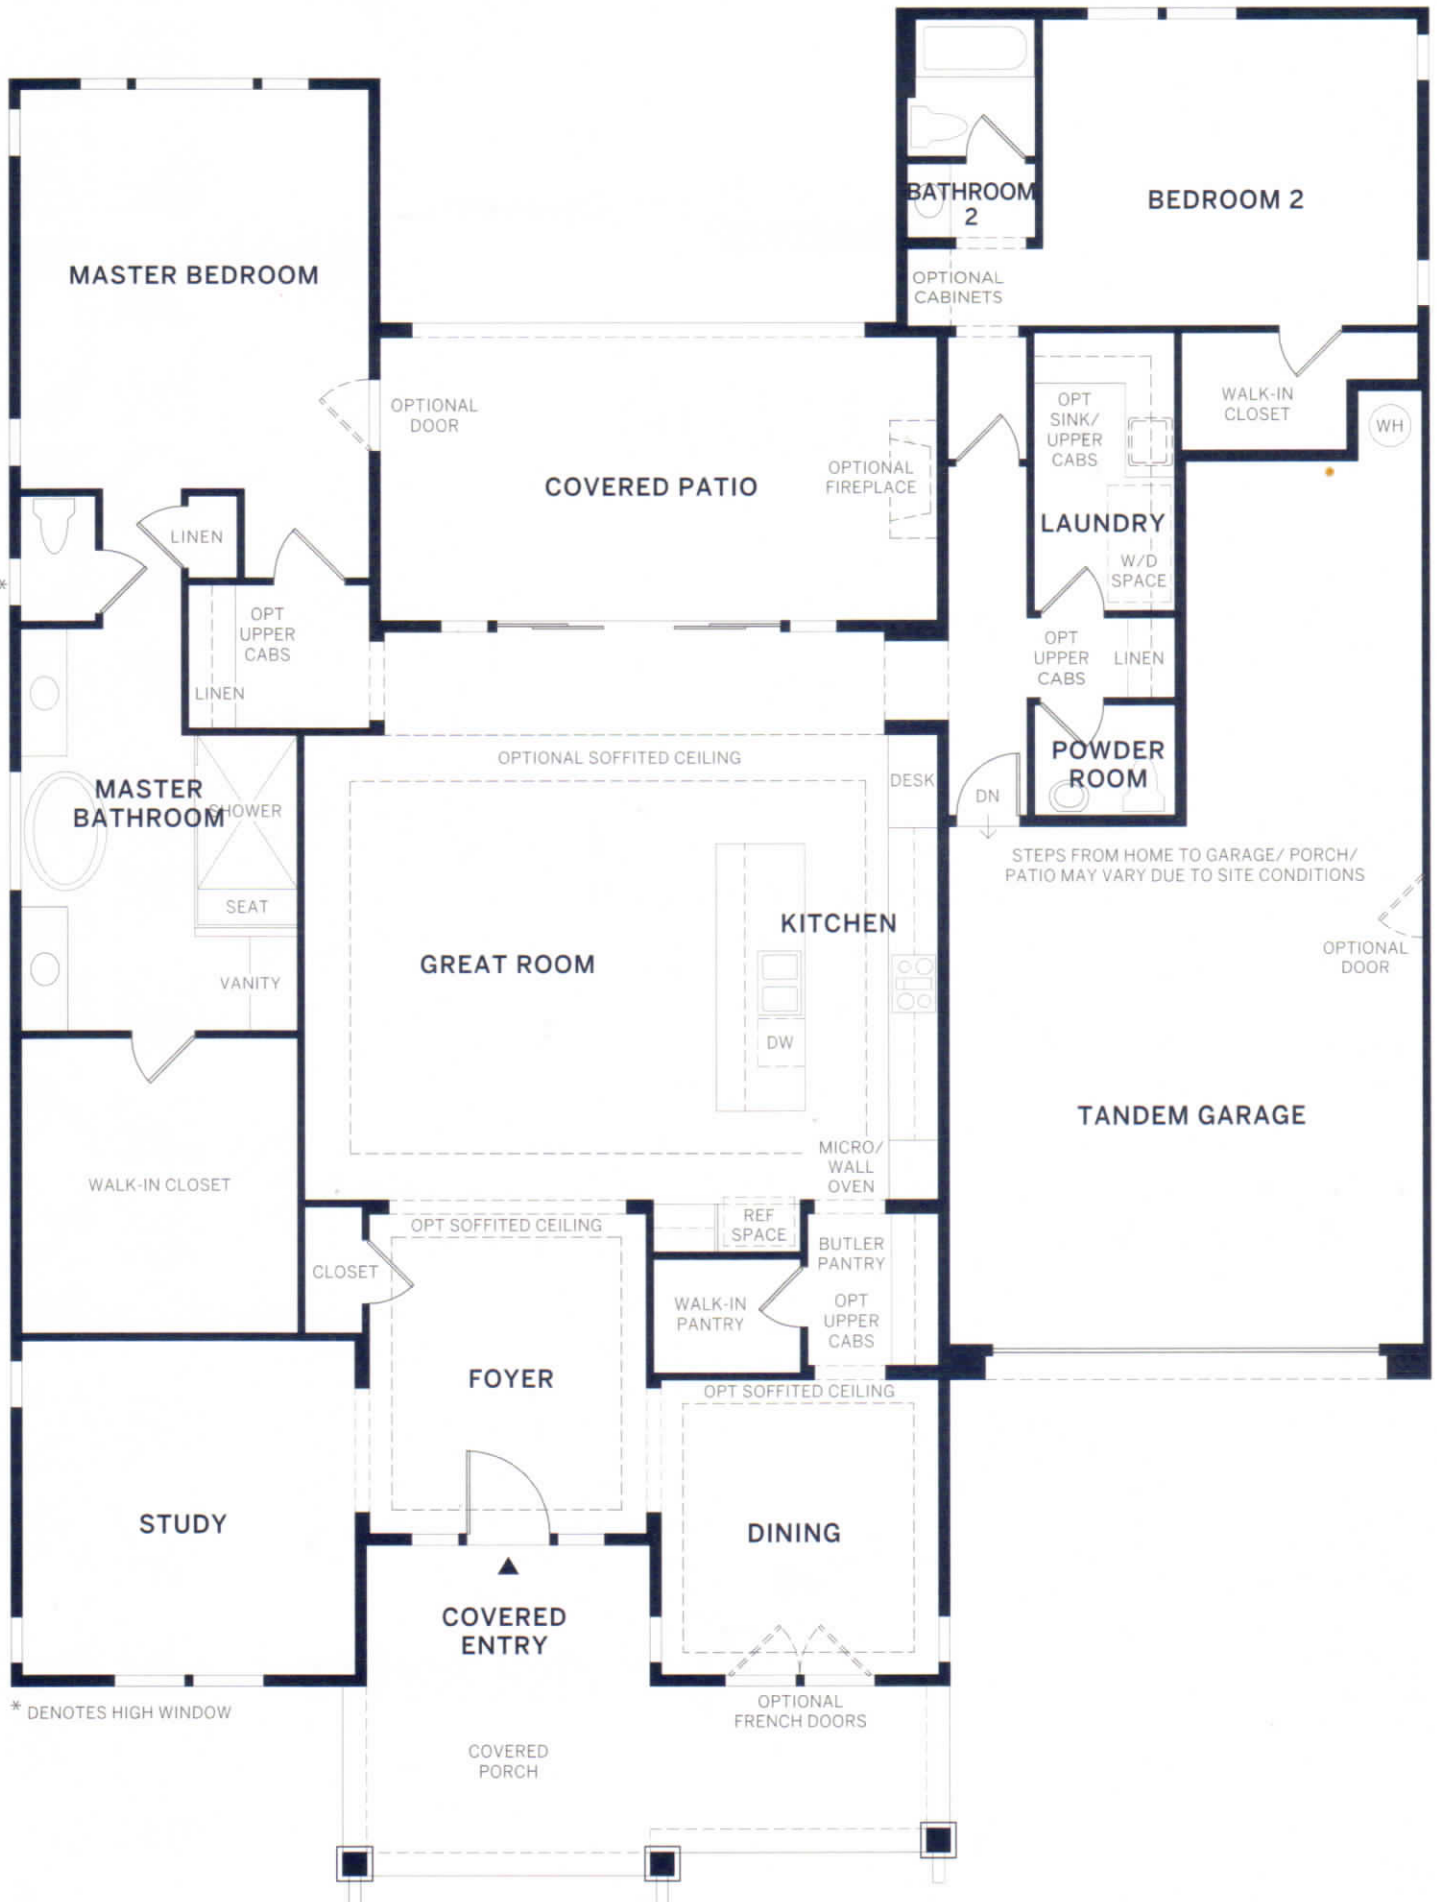 BATHROOM
2
BEDROOM 2
MASTER BEDROOM
OPTIONAL
CABINETS
OPTIONAL
DOOR
OPT
SINK/
UPPER
CABS
WALK-IN
CLOSET
WH
COVERED PATIO
OPTIONAL
FIREPLACE
LINEN
LAUNDRY
W/D
SPACE
*
OPT
UPPER
CABS
LINEN
OPT
UPPER
CABS
LINEN
OPTIONAL SOFFITED CEILING
POWDER
ROOM
DESK
DN
MASTER
BATHROOM
SHOWER
STEPS FROM HOME TO GARAGE/ PORCH/
PATIO MAY VARY DUE TO SITE CONDITIONS
SEAT
KITCHEN
GREAT ROOM
OPTIONAL
DOOR
VANITY
DW
TANDEM GARAGE
MICRO/
WALL
OVEN
WALK-IN CLOSET
OPT SOFFITED CEILING
REF
SPACE
BUTLER
PANTRY
CLOSET
WALK-IN
PANTRY
OPT
UPPER
CABS
FOYER
OPT SOFFITED CEILING
STUDY
DINING
COVERED
ENTRY
* DENOTES HIGH WINDOW
OPTIONAL
FRENCH DOORS
COVERED
PORCH